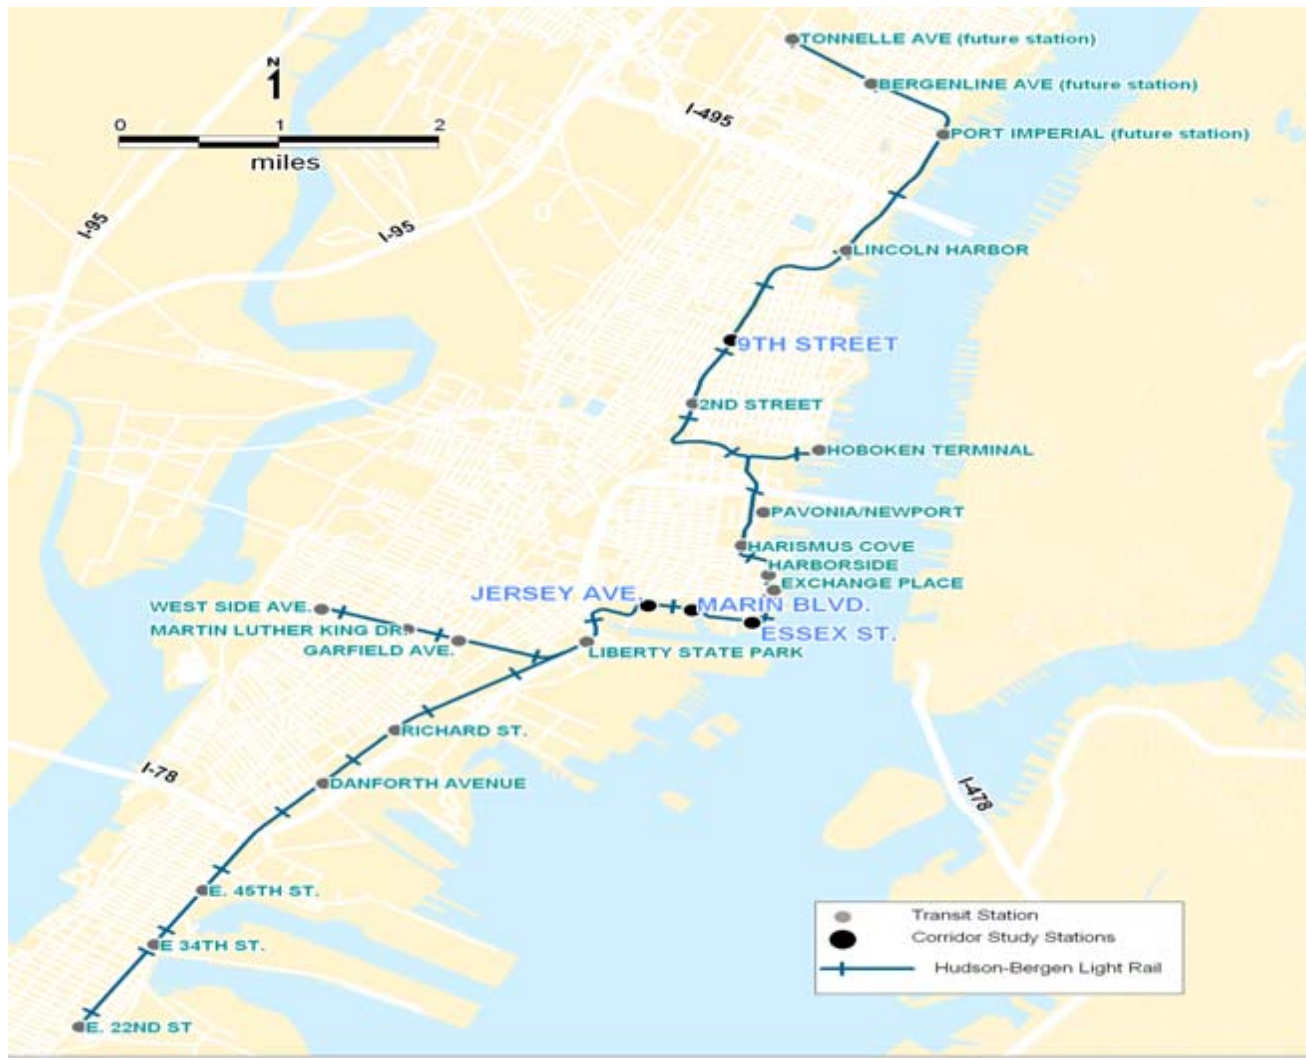 TONNELLE AVE (future station)
N
BERGENLINE AVE (future station)
I-495
0 1 2
PORT IMPERIAL (future station)
miles
I-95
I-95
LINCOLN HARBOR
9TH STREET
2ND STREET
HOBOKEN TERMINAL
PAVONIA/NEWPORT
HARISMUS COVE
HARBORSIDE
EXCHANGE PLACE
JERSEY AVE.
MARIN BLVD.
WEST SIDE AVE.
MARTIN LUTHER KING DR.
ESSEX ST.
GARFIELD AVE.
LIBERTY STATE PARK
RICHARD ST.
I-78
DANFORTH AVENUE
I-478
E. 45TH ST.
Transit Station
Corridor Study Stations
E 34TH ST.
Hudson-Bergen Light Rail
E. 22ND ST